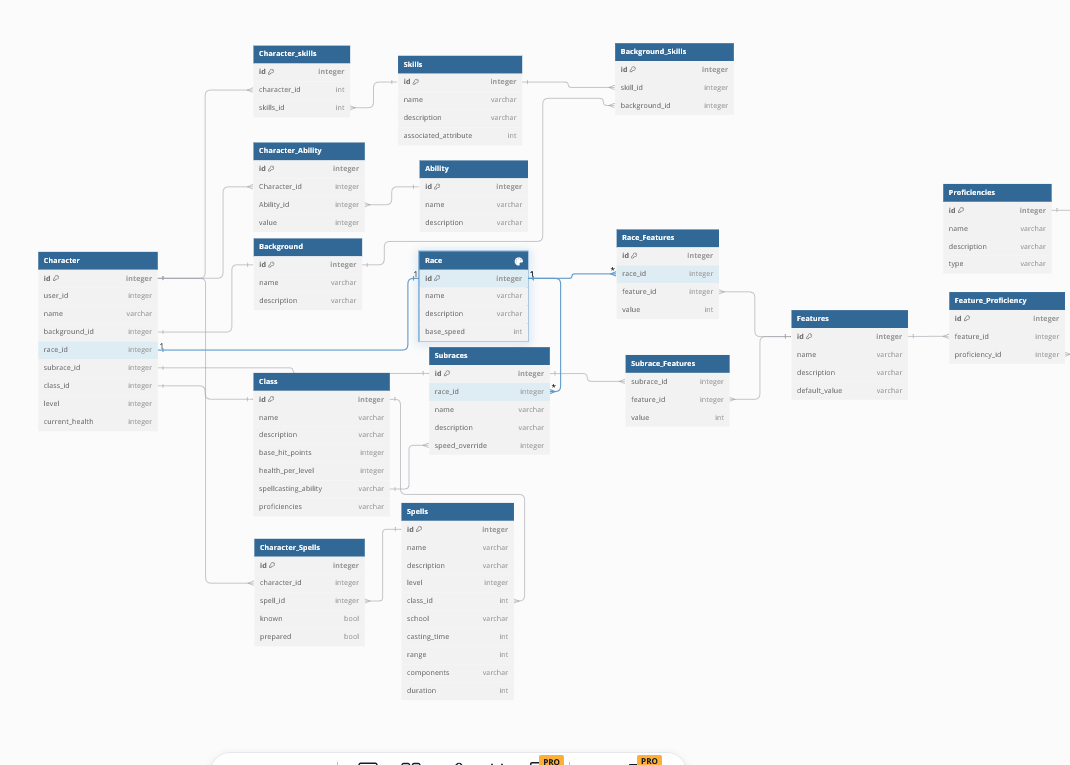 Character_skills
id integer
character_id int
skills_id int
Skills
id integer
name varchar
description varchar
associated_attribute int
Background_Skills
id integer
skill_id integer
background_id integer
Character_Ability
id integer
Character_id integer
Ability_id integer
value integer
Ability
id integer
name varchar
description varchar
Proficiencies
id integer
name varchar
description varchar
type varchar
Character
id integer
user_id integer
name varchar
background_id integer
race_id integer
subrace_id integer
class_id integer
level integer
current_health integer
1
Background
id integer
name varchar
description varchar
Race
id integer
name varchar
description varchar
base_speed int
1
1
Race_Features
id integer
race_id integer
feature_id integer
value integer
*
Features
id integer
name varchar
description varchar
default_value varchar
Feature_Proficiency
id integer
feature_id integer
proficiency_id integer
Subraces
id integer
race_id integer
name varchar
description varchar
speed_override integer
*
Subrace_Features
subrace_id integer
feature_id integer
value int
Class
id integer
name varchar
description varchar
base_hit_points integer
health_per_level integer
spellcasting_ability varchar
proficiencies varchar
Spells
id integer
name varchar
description varchar
level integer
class_id int
school varchar
casting_time int
range int
components varchar
duration int
Character_Spells
id integer
character_id integer
spell_id integer
known bool
prepared bool
PRO
PRO